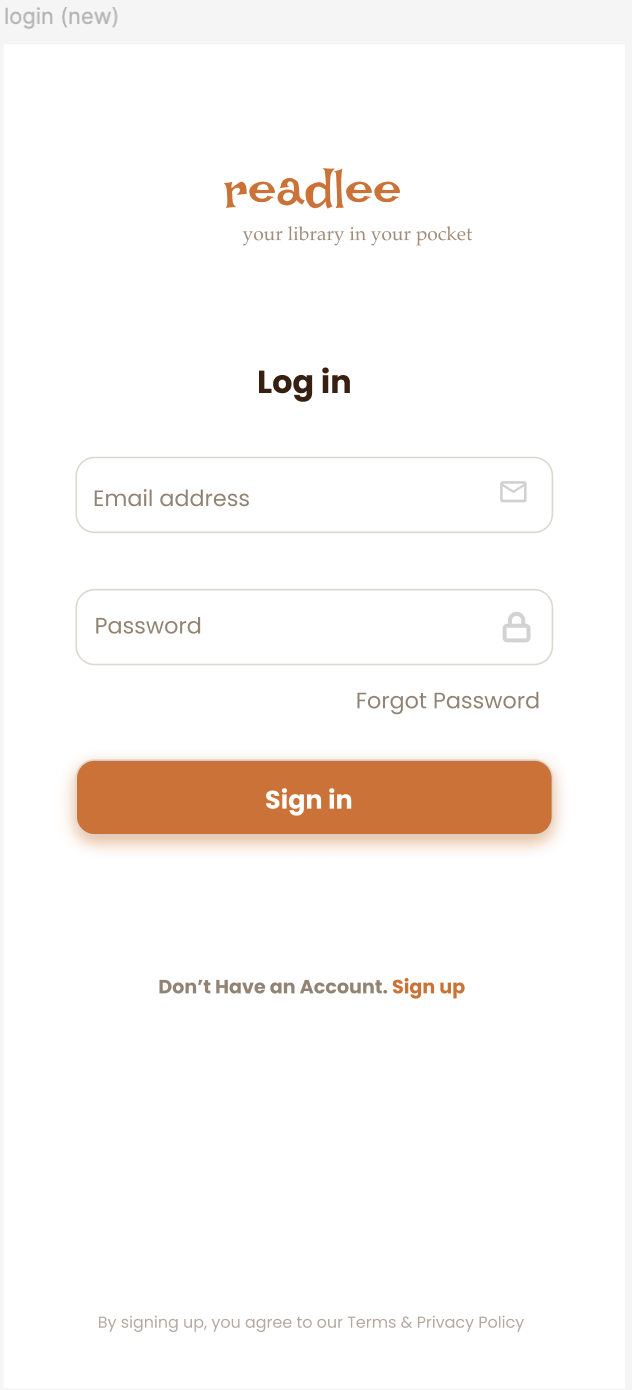 login (new)
readlee
your library in your pocket
Log in
Email address
Password
Forgot Password
Sign in
Don’t Have an Account. Sign up
By signing up, you agree to our Terms & Privacy Policy